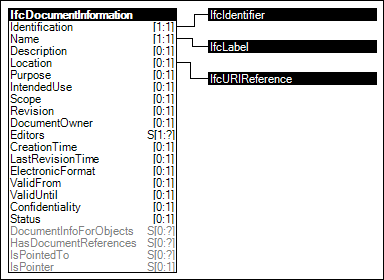 IfcDocumentInformation
Identification [1:1]
Name [1:1]
Description [0:1]
Location [0:1]
Purpose [0:1]
IntendedUse [0:1]
Scope [0:1]
Revision [0:1]
DocumentOwner [0:1]
Editors S[1:?]
CreationTime [0:1]
LastRevisionTime [0:1]
ElectronicFormat [0:1]
ValidFrom [0:1]
ValidUntil [0:1]
Confidentiality [0:1]
Status [0:1]
DocumentInfoForObjects S[0:?]
HasDocumentReferences S[0:?]
IsPointedTo S[0:?]
IsPointer S[0:?]
IfcIdentifier
IfcLabel
IfcURIReference